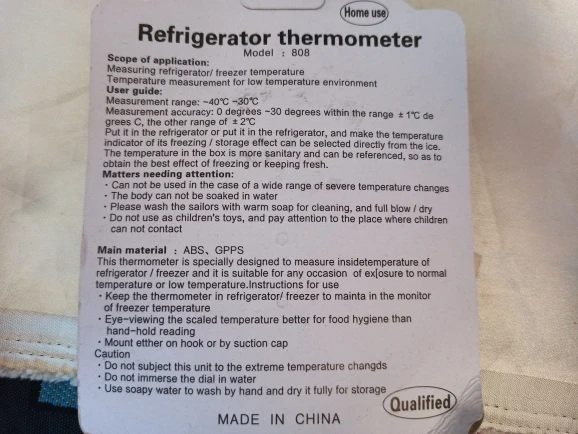 Home use
Refrigerator thermometer
Model : 808
Scope of application:
Measuring refrigerator/ freezer temperature
Temperature measurement for low temperature environment
User guide:
Measurement range: -40℃ -30℃
Measurement accuracy: 0 degrees -30 degrees within the range ± 1℃ de
grees C, the other range of ± 2℃
Put it in the refrigerator or put it in the refrigerator, and make the temperature
indicator of its freezing / storage effect can be selected directly from the ice.
The temperature in the box is more sanitary and can be referenced, so as to
obtain the best effect of freezing or keeping fresh.
Matters needing attention:
· Can not be used in the case of a wide range of severe temperature changes
· The body can not be soaked in water
· Please wash the sailors with warm soap for cleaning, and full blow / dry
· Do not use as children's toys, and pay attention to the place where children
can not contact
Main material : ABS、GPPS
This thermometer is specially designed to measure insidetemperature of
refrigerator / freezer and it is suitable for any occasion of ex[osure to normal
temperature or low temperature.Instructions for use
· Keep the thermometer in refrigerator/ freezer to mainta in the monitor
of freezer temperature
· Eye-viewing the scaled temperature better for food hygiene than
hand-hold reading
· Mount etther on hook or by suction cap
Caution
· Do not subject this unit to the extreme temperature changds
· Do not immerse the dial in water
· Use soapy water to wash by hand and dry it fully for storage
Qualified
MADE IN CHINA